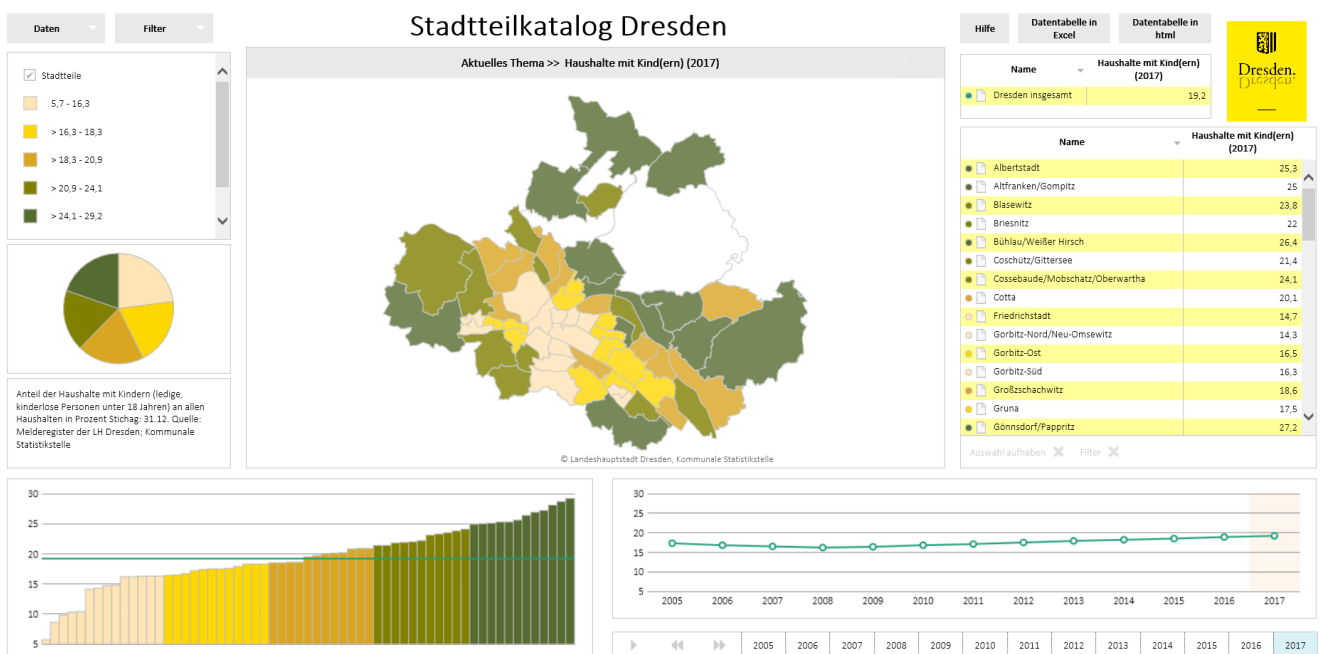 Daten
Filter
Stadtteilkatalog Dresden
Hilfe
Datentabelle in
Excel
Datentabelle in
html
Dresden.
Dresden.
Stadtteile
5,7 - 16,3
> 16,3 - 18,3
> 18,3 - 20,9
> 20,9 - 24,1
> 24,1 - 29,2
Aktuelles Thema >> Haushalte mit Kind(ern) (2017)
© Landeshauptstadt Dresden, Kommunale Statistikstelle
Anteil der Haushalte mit Kindern (ledige,
kinderlose Personen unter 18 Jahren) an allen
Haushalten in Prozent Stichag: 31.12. Quelle:
Melderegister der LH Dresden; Kommunale
Statistikstelle
Name Haushalte mit Kind(ern)
(2017)
Dresden insgesamt 19,2
Name Haushalte mit Kind(ern)
(2017)
Albertstadt 25,3
Altfranken/Gompitz 25
Blasewitz 23,8
Briesnitz 22
Bühlau/Weißer Hirsch 26,4
Coschütz/Gittersee 21,4
Cossebaude/Mobschatz/Oberwartha 24,1
Cotta 20,1
Friedrichstadt 14,7
Gorbitz-Nord/Neu-Omsewitz 14,3
Gorbitz-Ost 16,5
Gorbitz-Süd 16,3
Großzschachwitz 18,6
Gruna 17,5
Gönnsdorf/Pappritz 27,2
Auswahl aufheben Filter
30
25
20
15
10
5
30
25
20
15
10
5
2005 2006 2007 2008 2009 2010 2011 2012 2013 2014 2015 2016 2017
2005 2006 2007 2008 2009 2010 2011 2012 2013 2014 2015 2016 2017